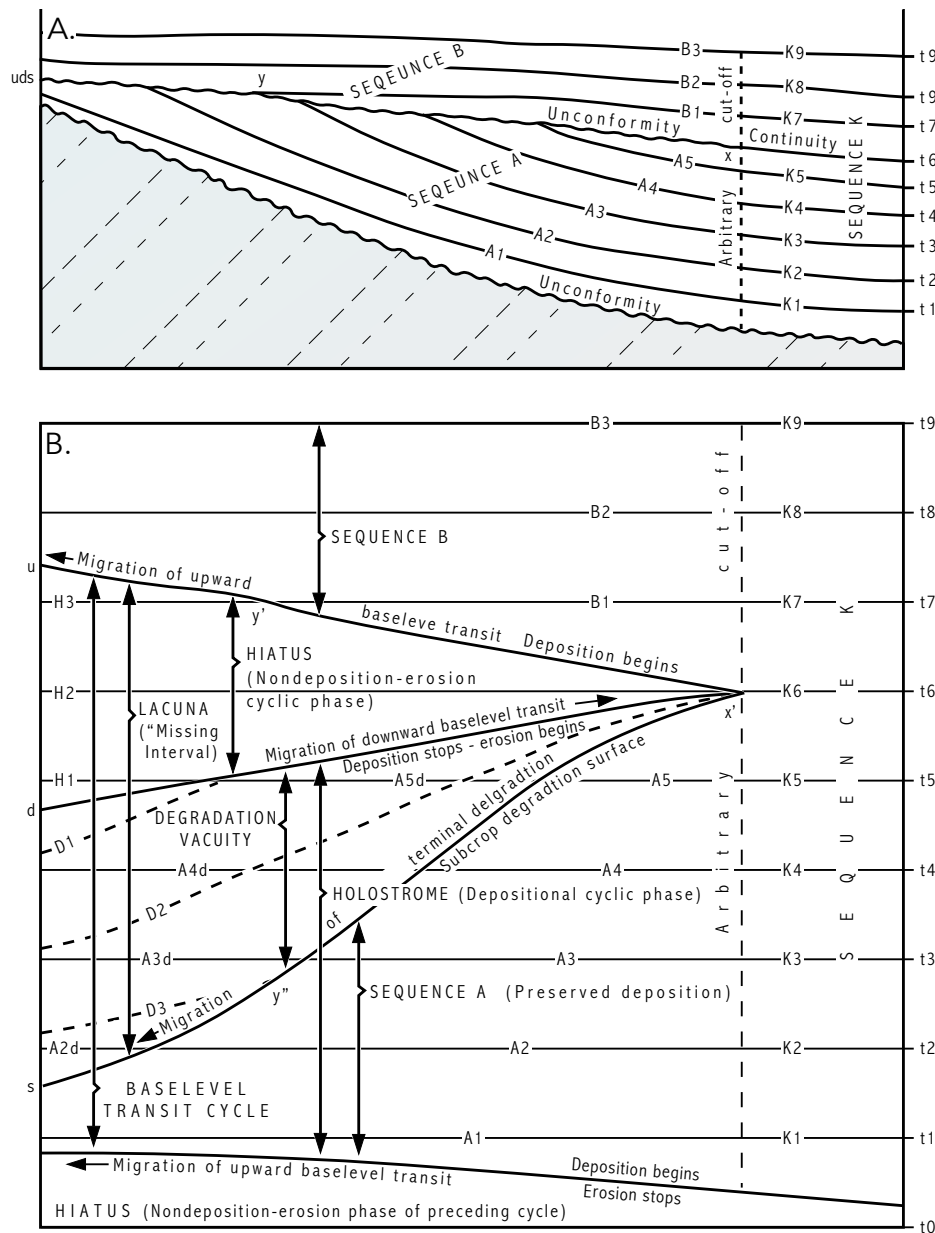 A.
uds
y
SEQEUNCE B
SEQEUNCE A
Unconformity
Unconformity
Continuity
x
Arbitrary cut-off
SEQUENCE K
B3
K9
t9
B2
K8
t9
B1
K7
t7
t6
A5
K5
t5
A4
K4
t4
A3
K3
t3
A2
K2
t2
A1
K1
t1
B.
B3
K9
t9
B2
K8
t8
SEQUENCE B
u
Migration of upward
baseleve transit
Deposition begins
H3
y'
B1
K7
t7
HIATUS
(Nondeposition-erosion
cyclic phase)
H2
K6
t6
LACUNA
("Missing
Interval)
x'
Migration of downward baselevel transit
Deposition stops - erosion begins
H1
A5d
A5
K5
t5
d
D1
DEGRADATION
VACUITY
terminal delgradtion
Subcrop degradtion surface
A4d
A4
K4
t4
HOLOSTROME (Depositional cyclic phase)
D2
of
A3d
A3
K3
t3
y"
SEQUENCE A (Preserved deposition)
D3
Migration
A2d
A2
K2
t2
s
BASELEVEL
TRANSIT CYCLE
A1
K1
t1
Migration of upward baselevel transit
Deposition begins
Erosion stops
HIATUS (Nondeposition-erosion phase of preceding cycle)
t0
Arbitrary cut-off
SEQUENCE K